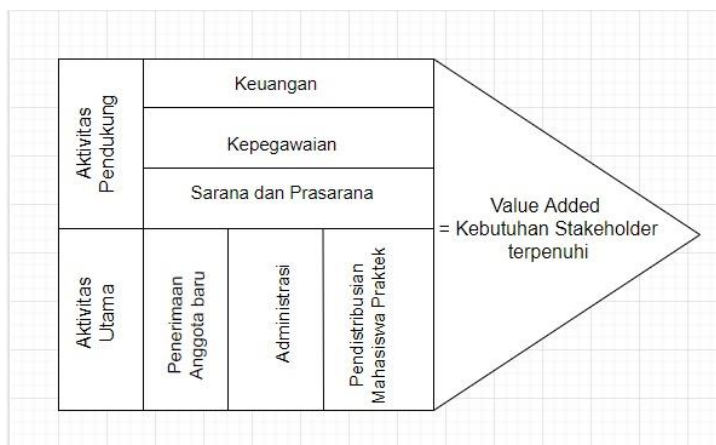 Aktivitas
Pendukung
Keuangan
Kepegawaian
Sarana dan Prasarana
Aktivitas
Utama
Penerimaan
Anggota baru
Administrasi
Pendistribusian
Mahasiswa Praktek
Value Added
= Kebutuhan Stakeholder
terpenuhi